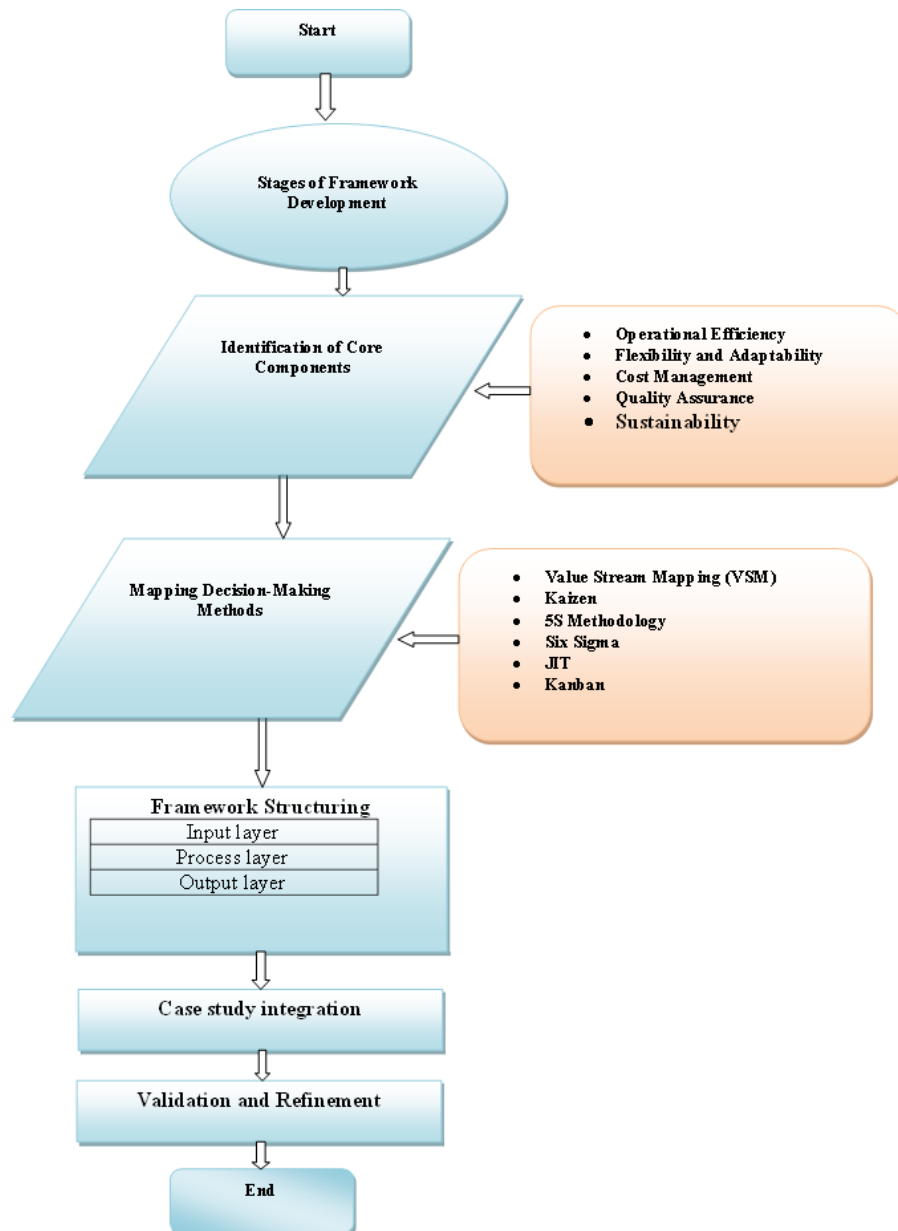 Start
Stages of Framework
Development
Identification of Core
Components
• Operational Efficiency
• Flexibility and Adaptability
• Cost Management
• Quality Assurance
• Sustainability
Mapping Decision-Making
Methods
• Value Stream Mapping (VSM)
• Kaizen
• 5S Methodology
• Six Sigma
• JIT
• Kanban
Framework Structuring
Input layer
Process layer
Output layer
Case study integration
Validation and Refinement
End